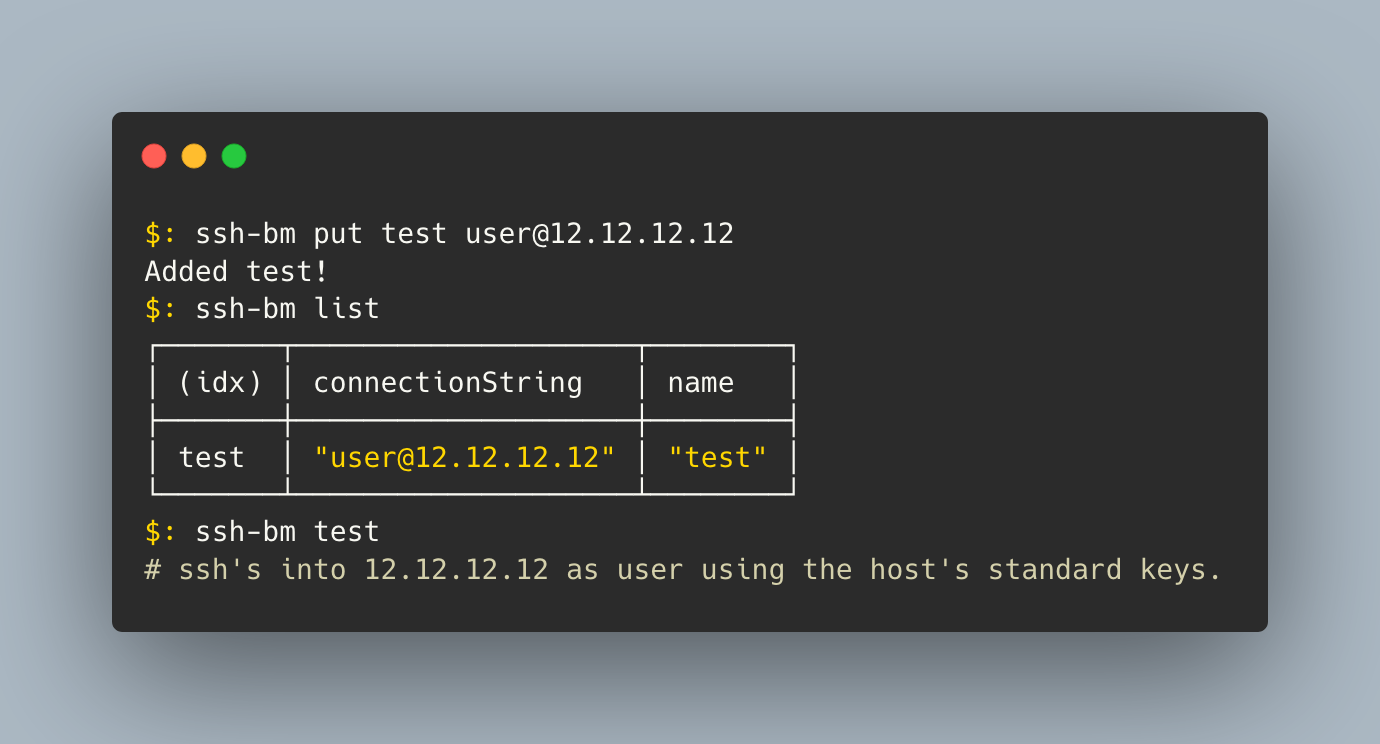 $: ssh-bm put test user@12.12.12.12
Added test!
$: ssh-bm list
(idx) connectionString name
test "user@12.12.12.12" "test"
$: ssh-bm test
# ssh's into 12.12.12.12 as user using the host's standard keys.